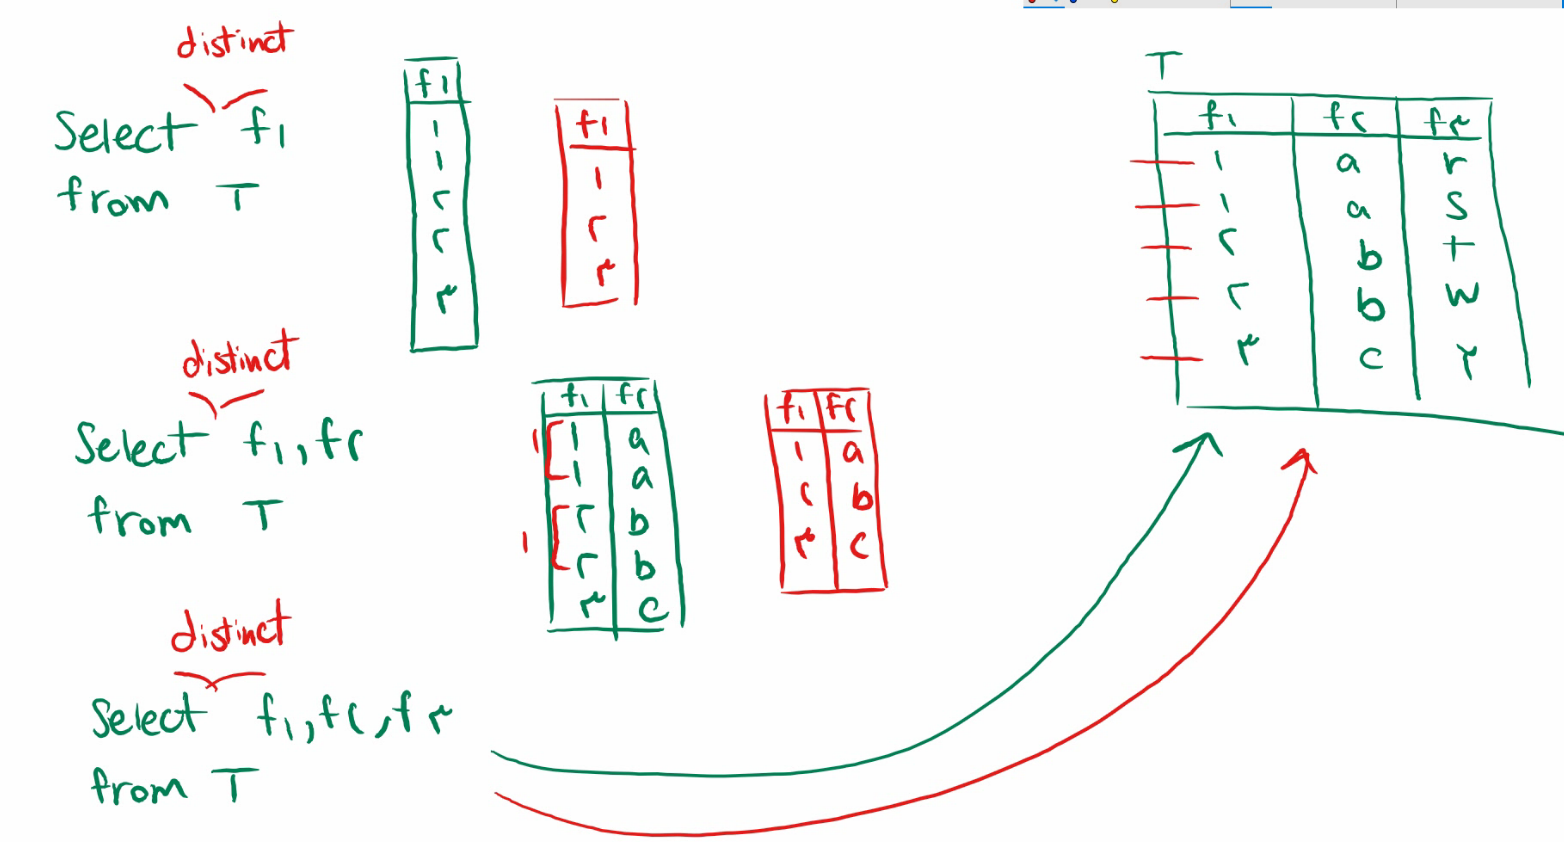 distinct
Select f۱
from T
f۱
۱
۱
۲
۲
۳
f۱
۱
۲
۳
T
f۱ f۲ f۳
۱ a r
۱ a s
۲ b t
۲ b w
۳ c Y
distinct
Select f۱,f۲
from T
f۱ f۲
۱ a
۱ a
۲ b
۲ b
۳ c
۱
۱
f۱ f۲
۱ a
۲ b
۳ c
distinct
Select f۱,f۲,f۳
from T